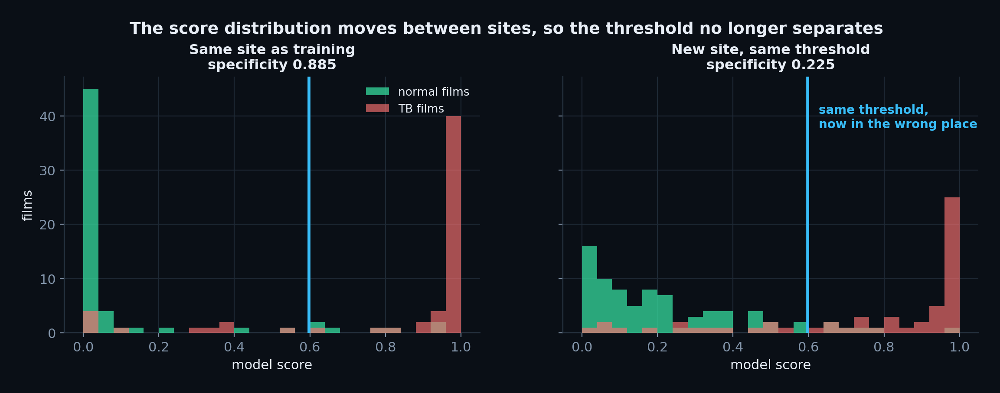 The score distribution moves between sites, so the threshold no longer separates
Same site as training
specificity 0.885
normal films
TB films
films
40
30
20
10
0
0.0 0.2 0.4 0.6 0.8 1.0
model score
New site, same threshold
specificity 0.225
same threshold,
now in the wrong place
0.0 0.2 0.4 0.6 0.8 1.0
model score